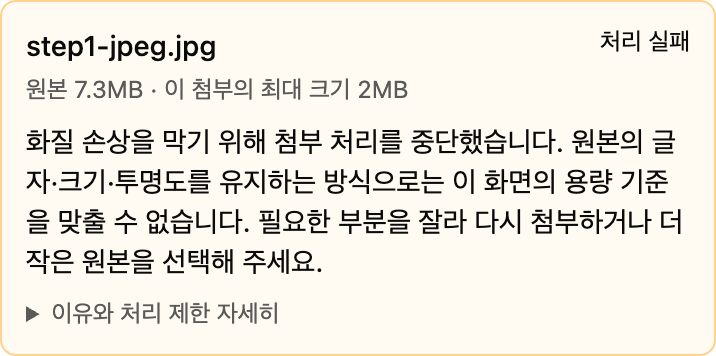 step1-jpeg.jpg
처리 실패
원본 7.3MB · 이 첨부의 최대 크기 2MB
화질 손상을 막기 위해 첨부 처리를 중단했습니다. 원본의 글
자·크기·투명도를 유지하는 방식으로는 이 화면의 용량 기준
을 맞출 수 없습니다. 필요한 부분을 잘라 다시 첨부하거나 더
작은 원본을 선택해 주세요.
▶ 이유와 처리 제한 자세히